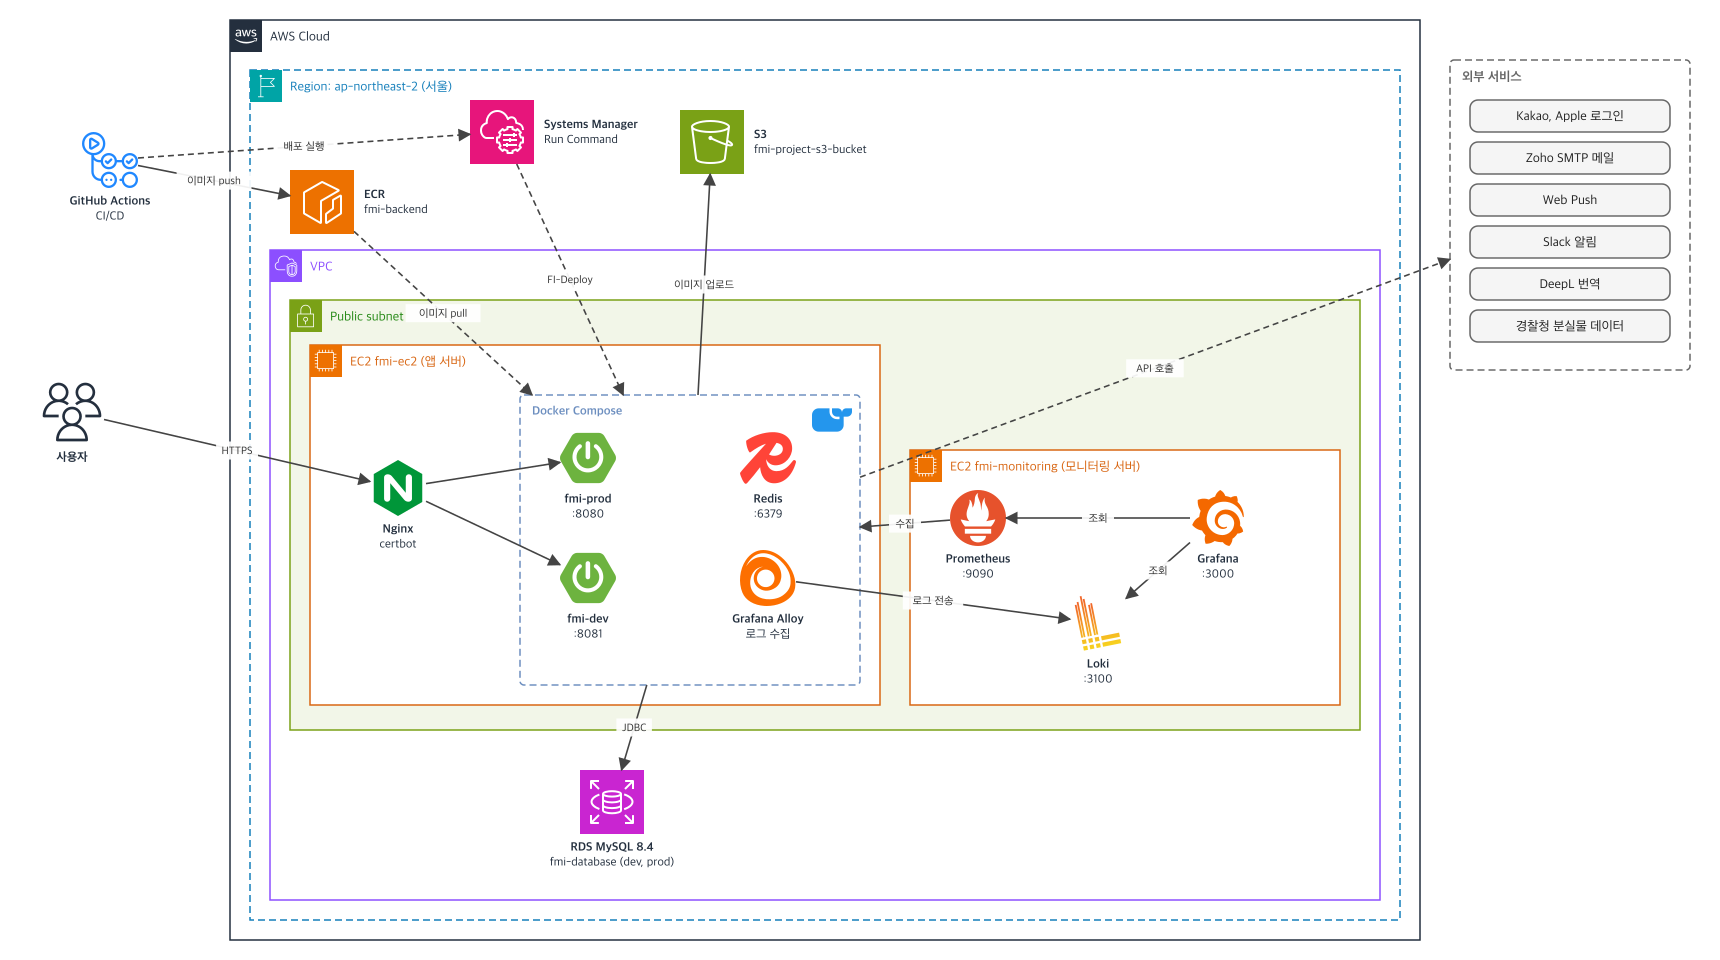 aws
AWS Cloud
Region: ap-northeast-2 (서울)
외부 서비스
Kakao, Apple 로그인
Zoho SMTP 메일
Web Push
Slack 알림
DeepL 번역
경찰청 분실물 데이터
Systems Manager
Run Command
S3
fmi-project-s3-bucket
배포 실행
이미지 push
GitHub Actions
CI/CD
ECR
fmi-backend
VPC
FI-Deploy
이미지 업로드
Public subnet
이미지 pull
EC2 fmi-ec2 (앱 서버)
API 호출
Docker Compose
사용자
HTTPS
Nginx
certbot
fmi-prod
:8080
Redis
:6379
fmi-dev
:8081
Grafana Alloy
로그 수집
EC2 fmi-monitoring (모니터링 서버)
수집
Prometheus
:9090
조회
Grafana
:3000
조회
로그 전송
Loki
:3100
JDBC
RDS MySQL 8.4
fmi-database (dev, prod)